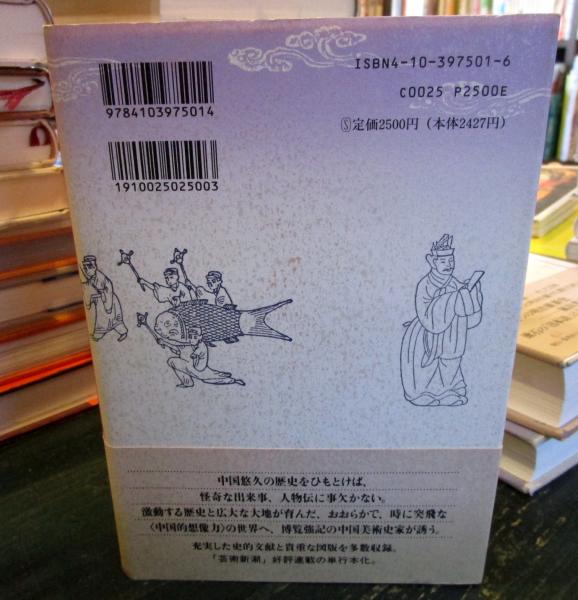 ISBN4-10-397501-6
C0025 P2500E
Ⓢ定価2500円（本体2427円）
9784103975014
1910025025003
中国悠久の歴史をひもとけば、
怪奇な出来事、人物伝に事欠かない。
激動する歴史と広大な大地が育んだ、おおらかで、時に突飛な
〈中国的想像力〉の世界へ、博覧強記の中国美術史家が誘う。
充実した史的文献と貴重な図版を多数収録。
「芸術新潮」好評連載の単行本化。